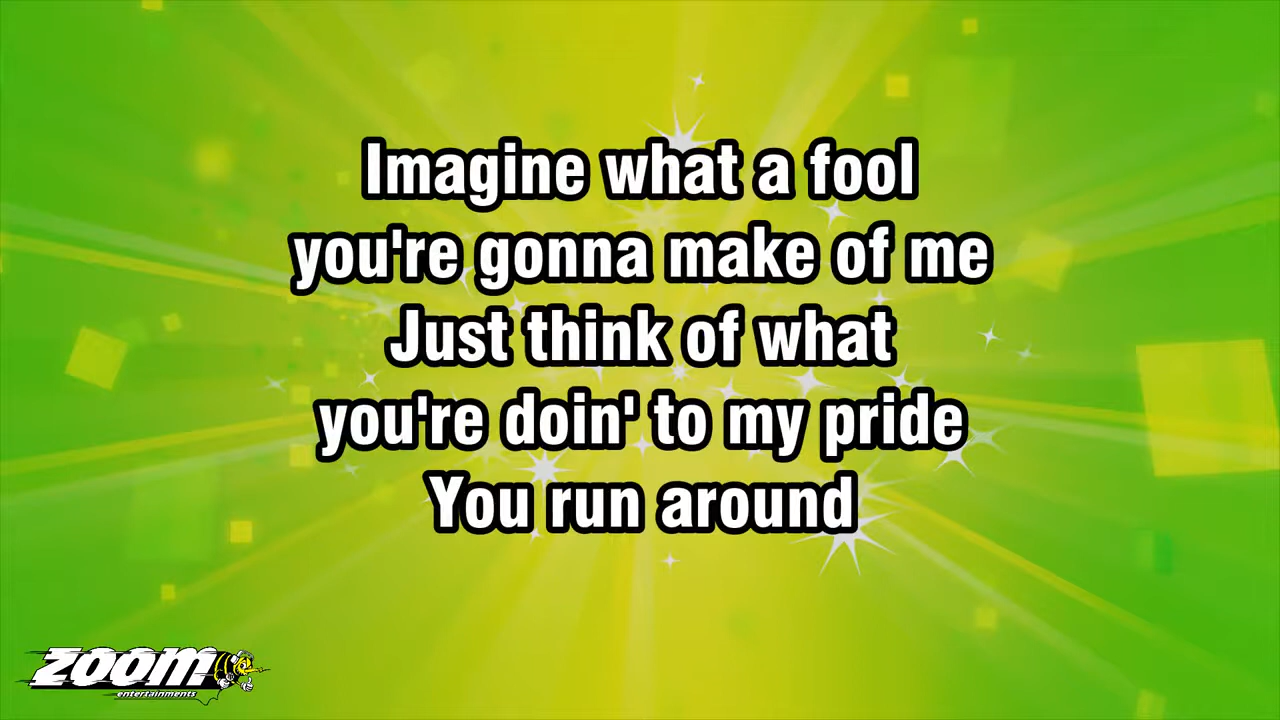 Imagine what a fool
you're gonna make of me
Just think of what
you're doin' to my pride
You run around
zoom
entertainments